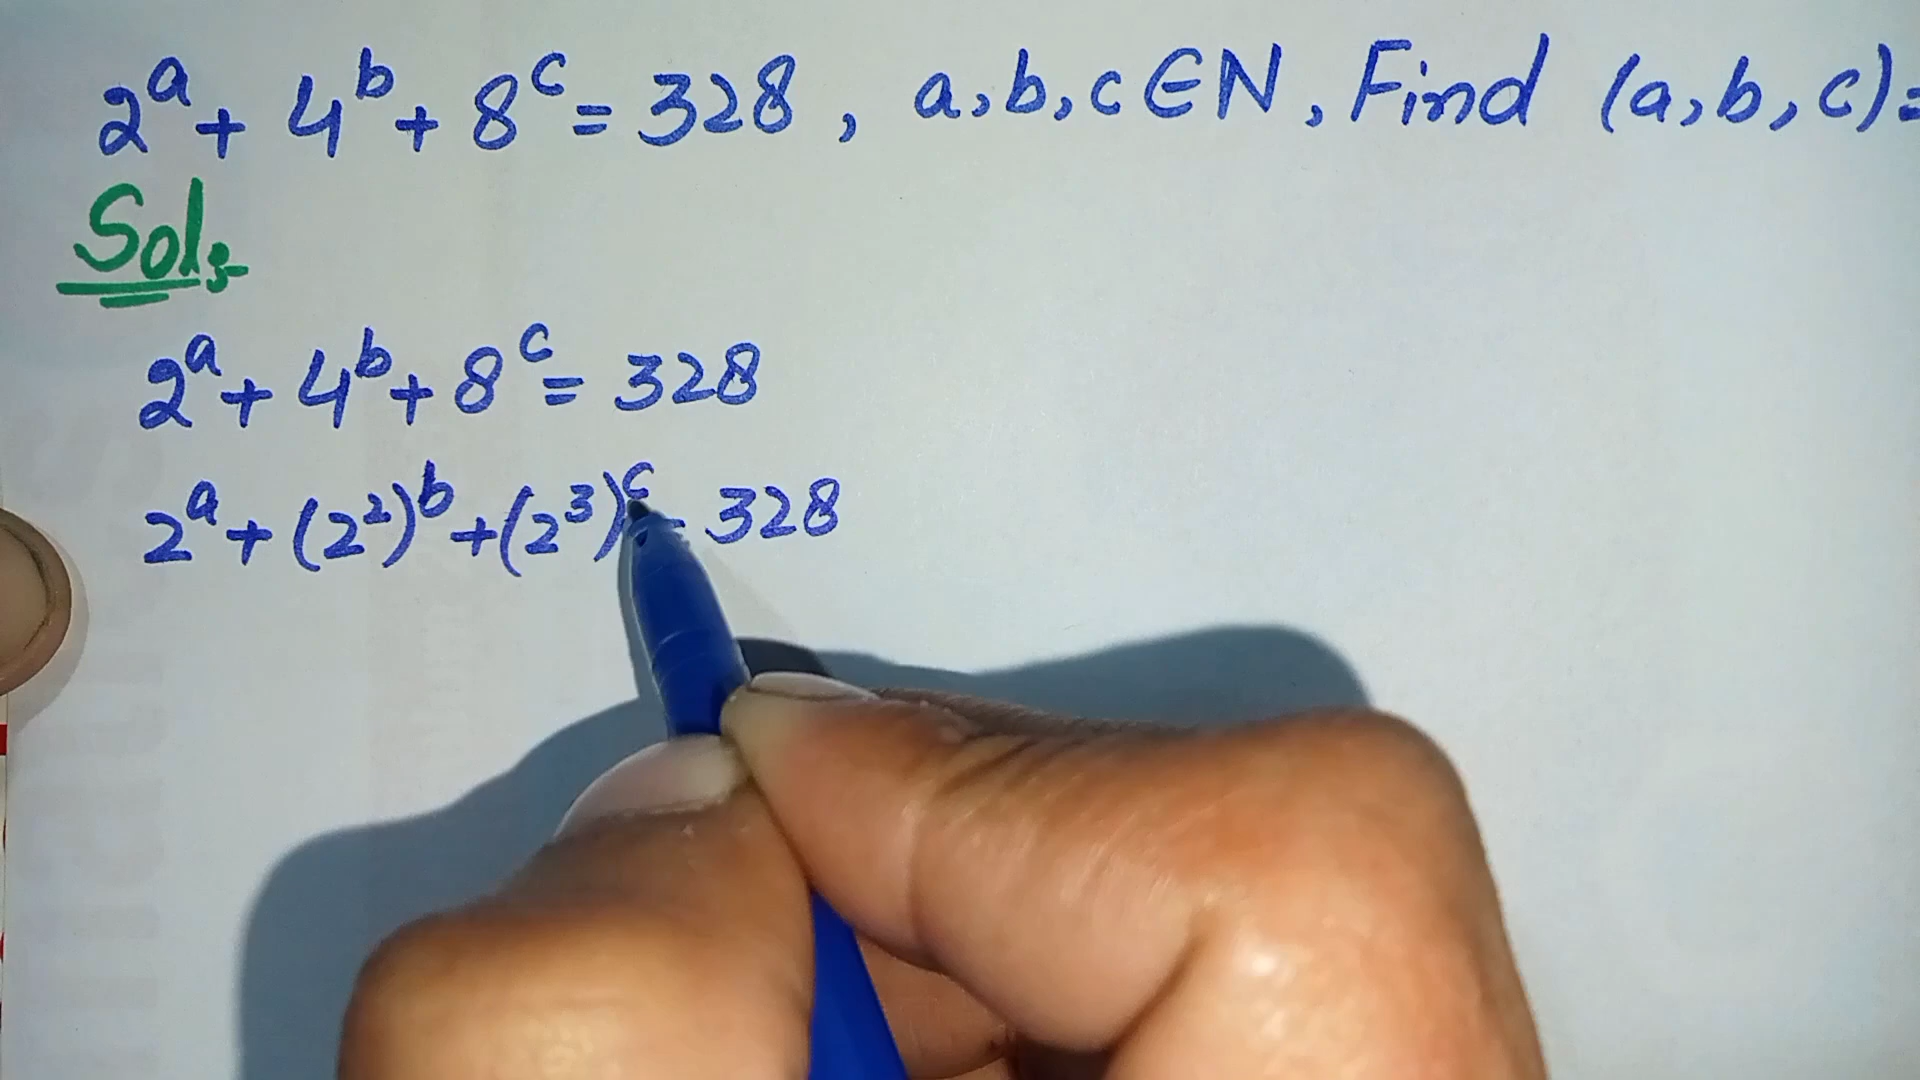 2^a + 4^b + 8^c = 328, a,b,c∈N, Find (a,b,c)=
Sol:-
2^a + 4^b + 8^c = 328
2^a + (2^2)^b + (2^3)^c = 328